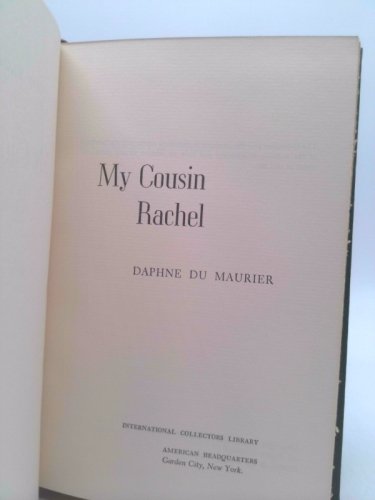 My Cousin
Rachel
DAPHNE DU MAURIER
INTERNATIONAL COLLECTORS LIBRARY
AMERICAN HEADQUARTERS
Garden City, New York